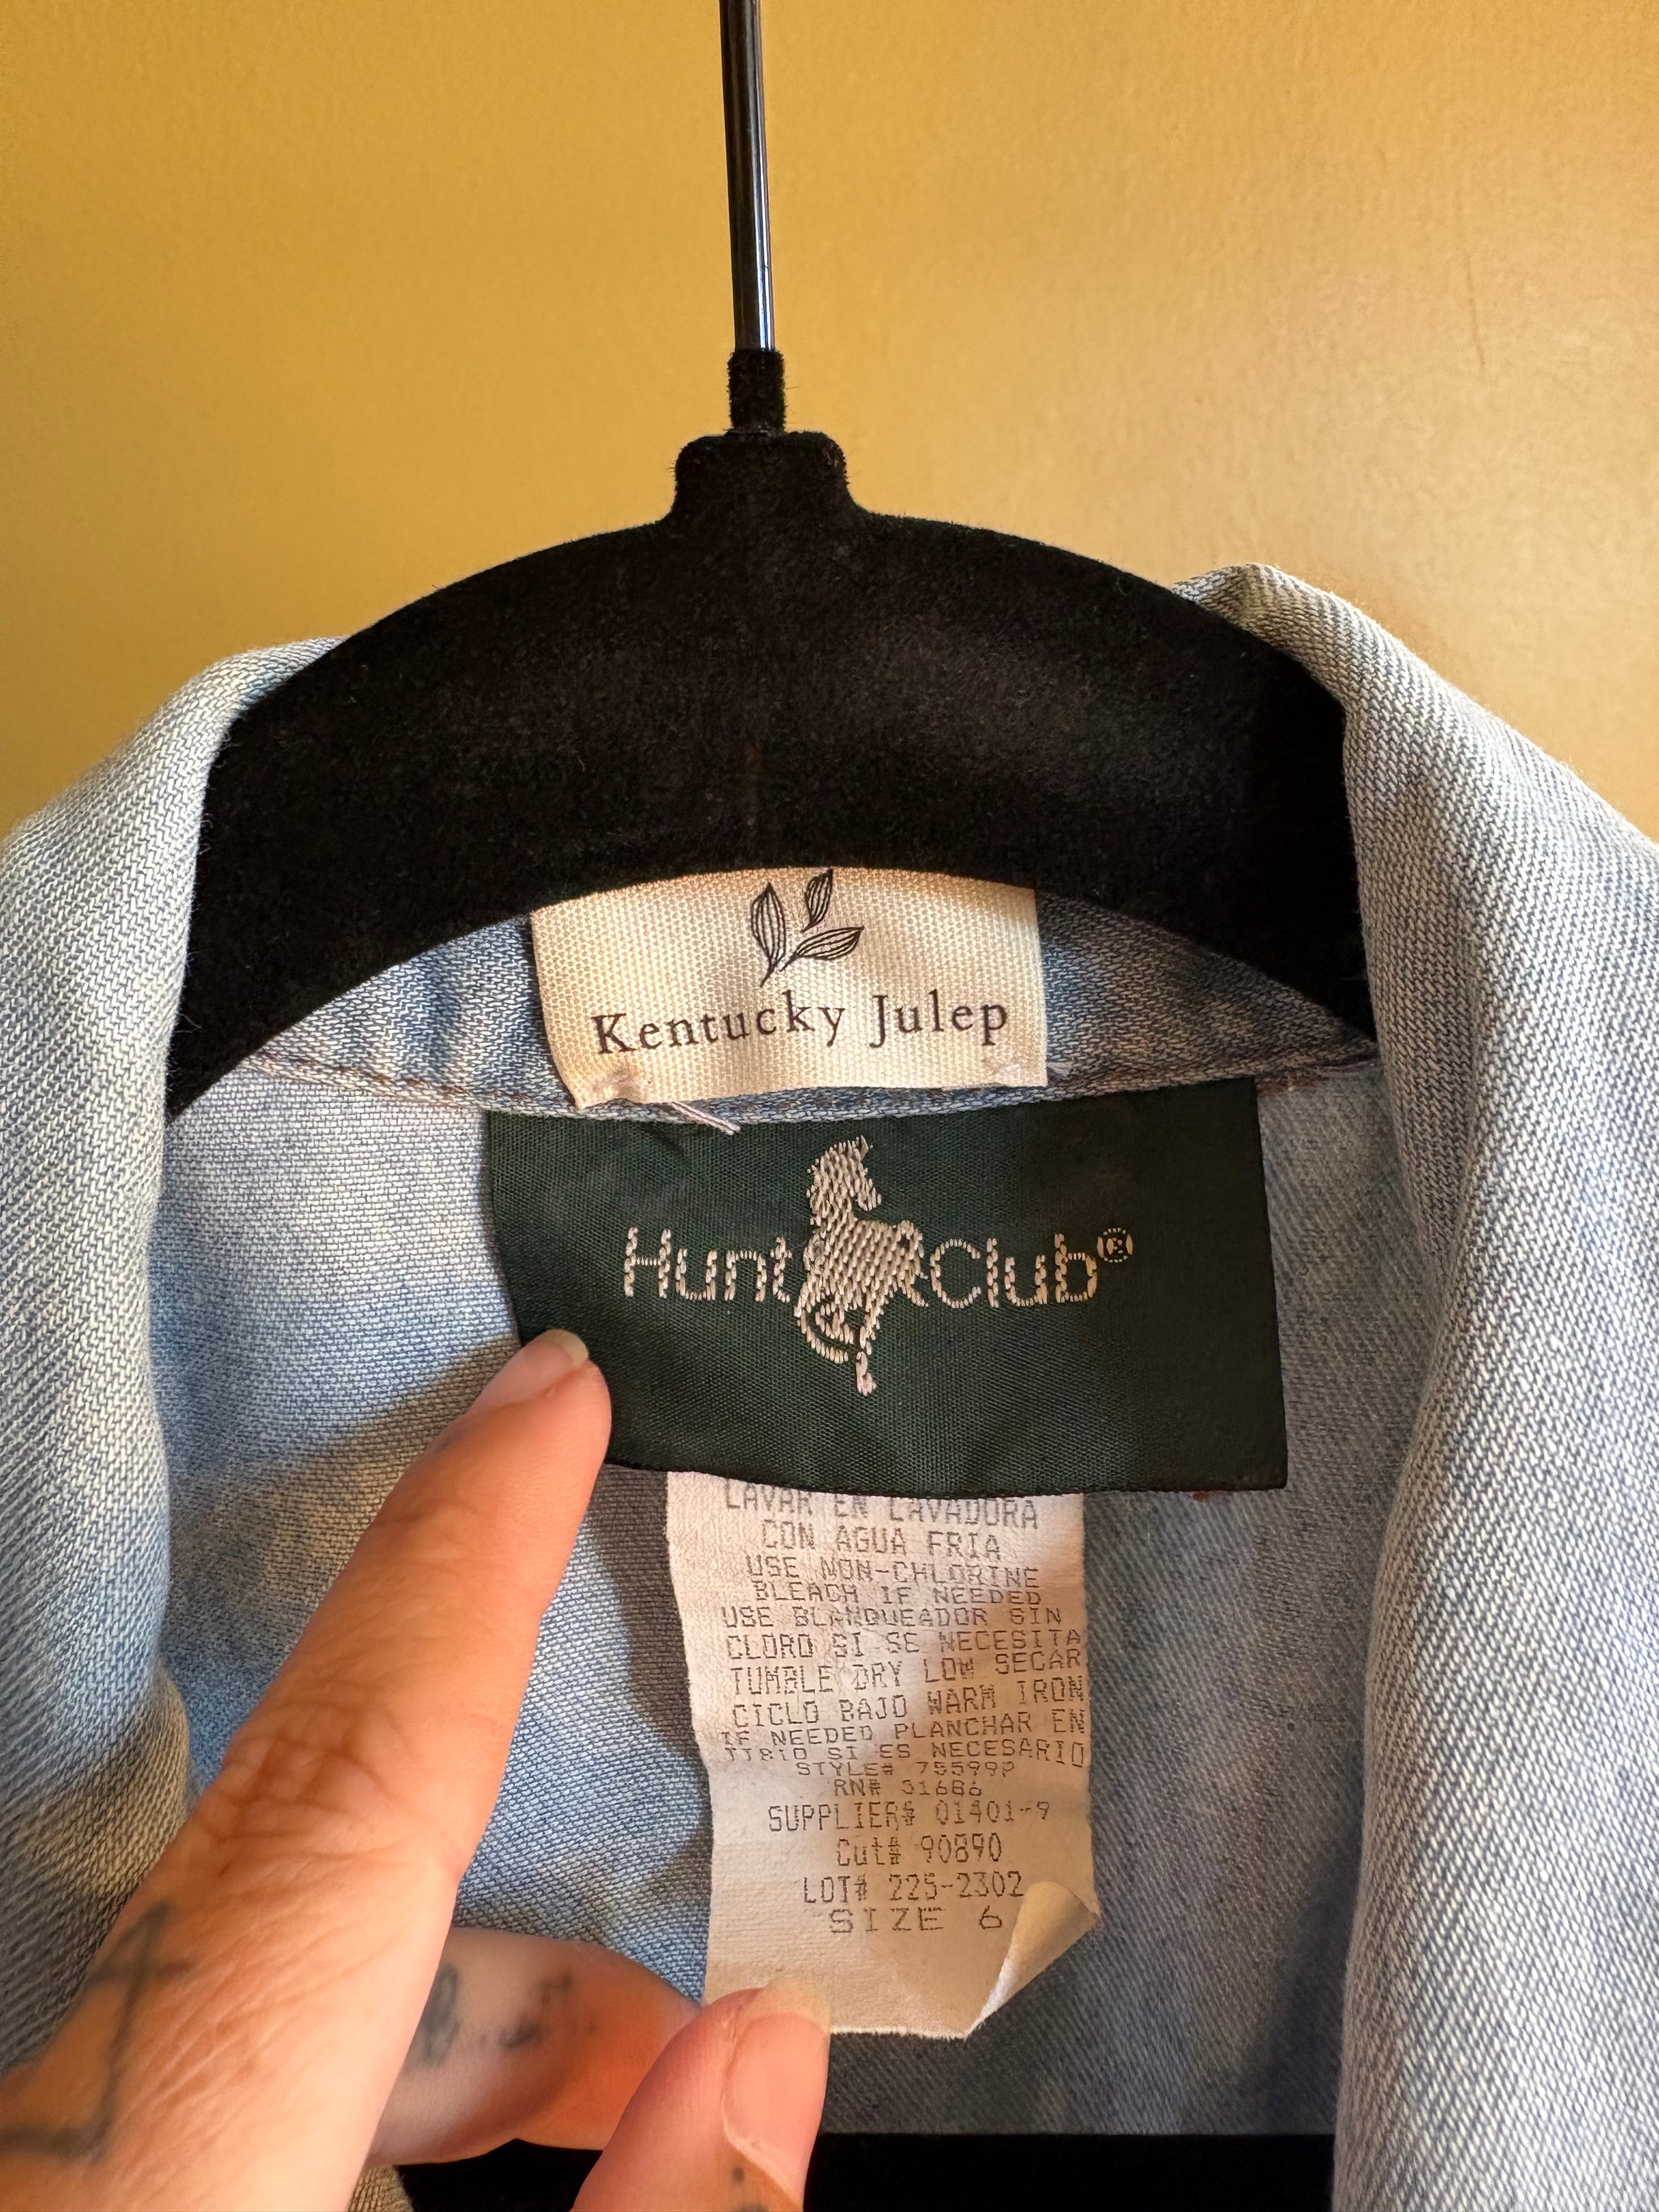 Kentucky Julep
Hunt Club®
LAVAR EN LAVADORA
CON AGUA FRIA
USE NON-CHLORINE
BLEACH IF NEEDED
USE BLANQUEADOR SIN
CLORO SI SE NECESITA
TUMBLE DRY LOW SECAR
CICLO BAJO WARM IRON
IF NEEDED PLANCHAR EN
SI ES NECESARIO
STYLE# 75599P
RN# 31686
SUPPLIER# 01401-9
Cut# 90890
LOT# 225-2302
SIZE 6